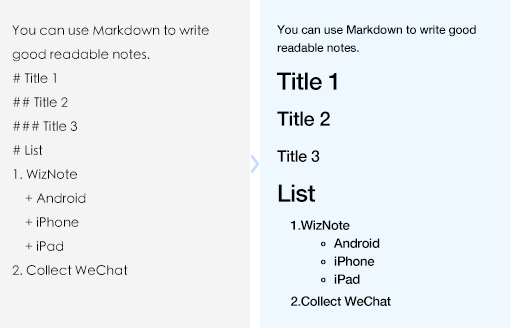 You can use Markdown to write
good readable notes.
# Title 1
## Title 2
### Title 3
# List
1. WizNote
+ Android
+ iPhone
+ iPad
2. Collect WeChat
You can use Markdown to write good
readable notes.
Title 1
Title 2
Title 3
List
1.WizNote
Android
iPhone
iPad
2.Collect WeChat